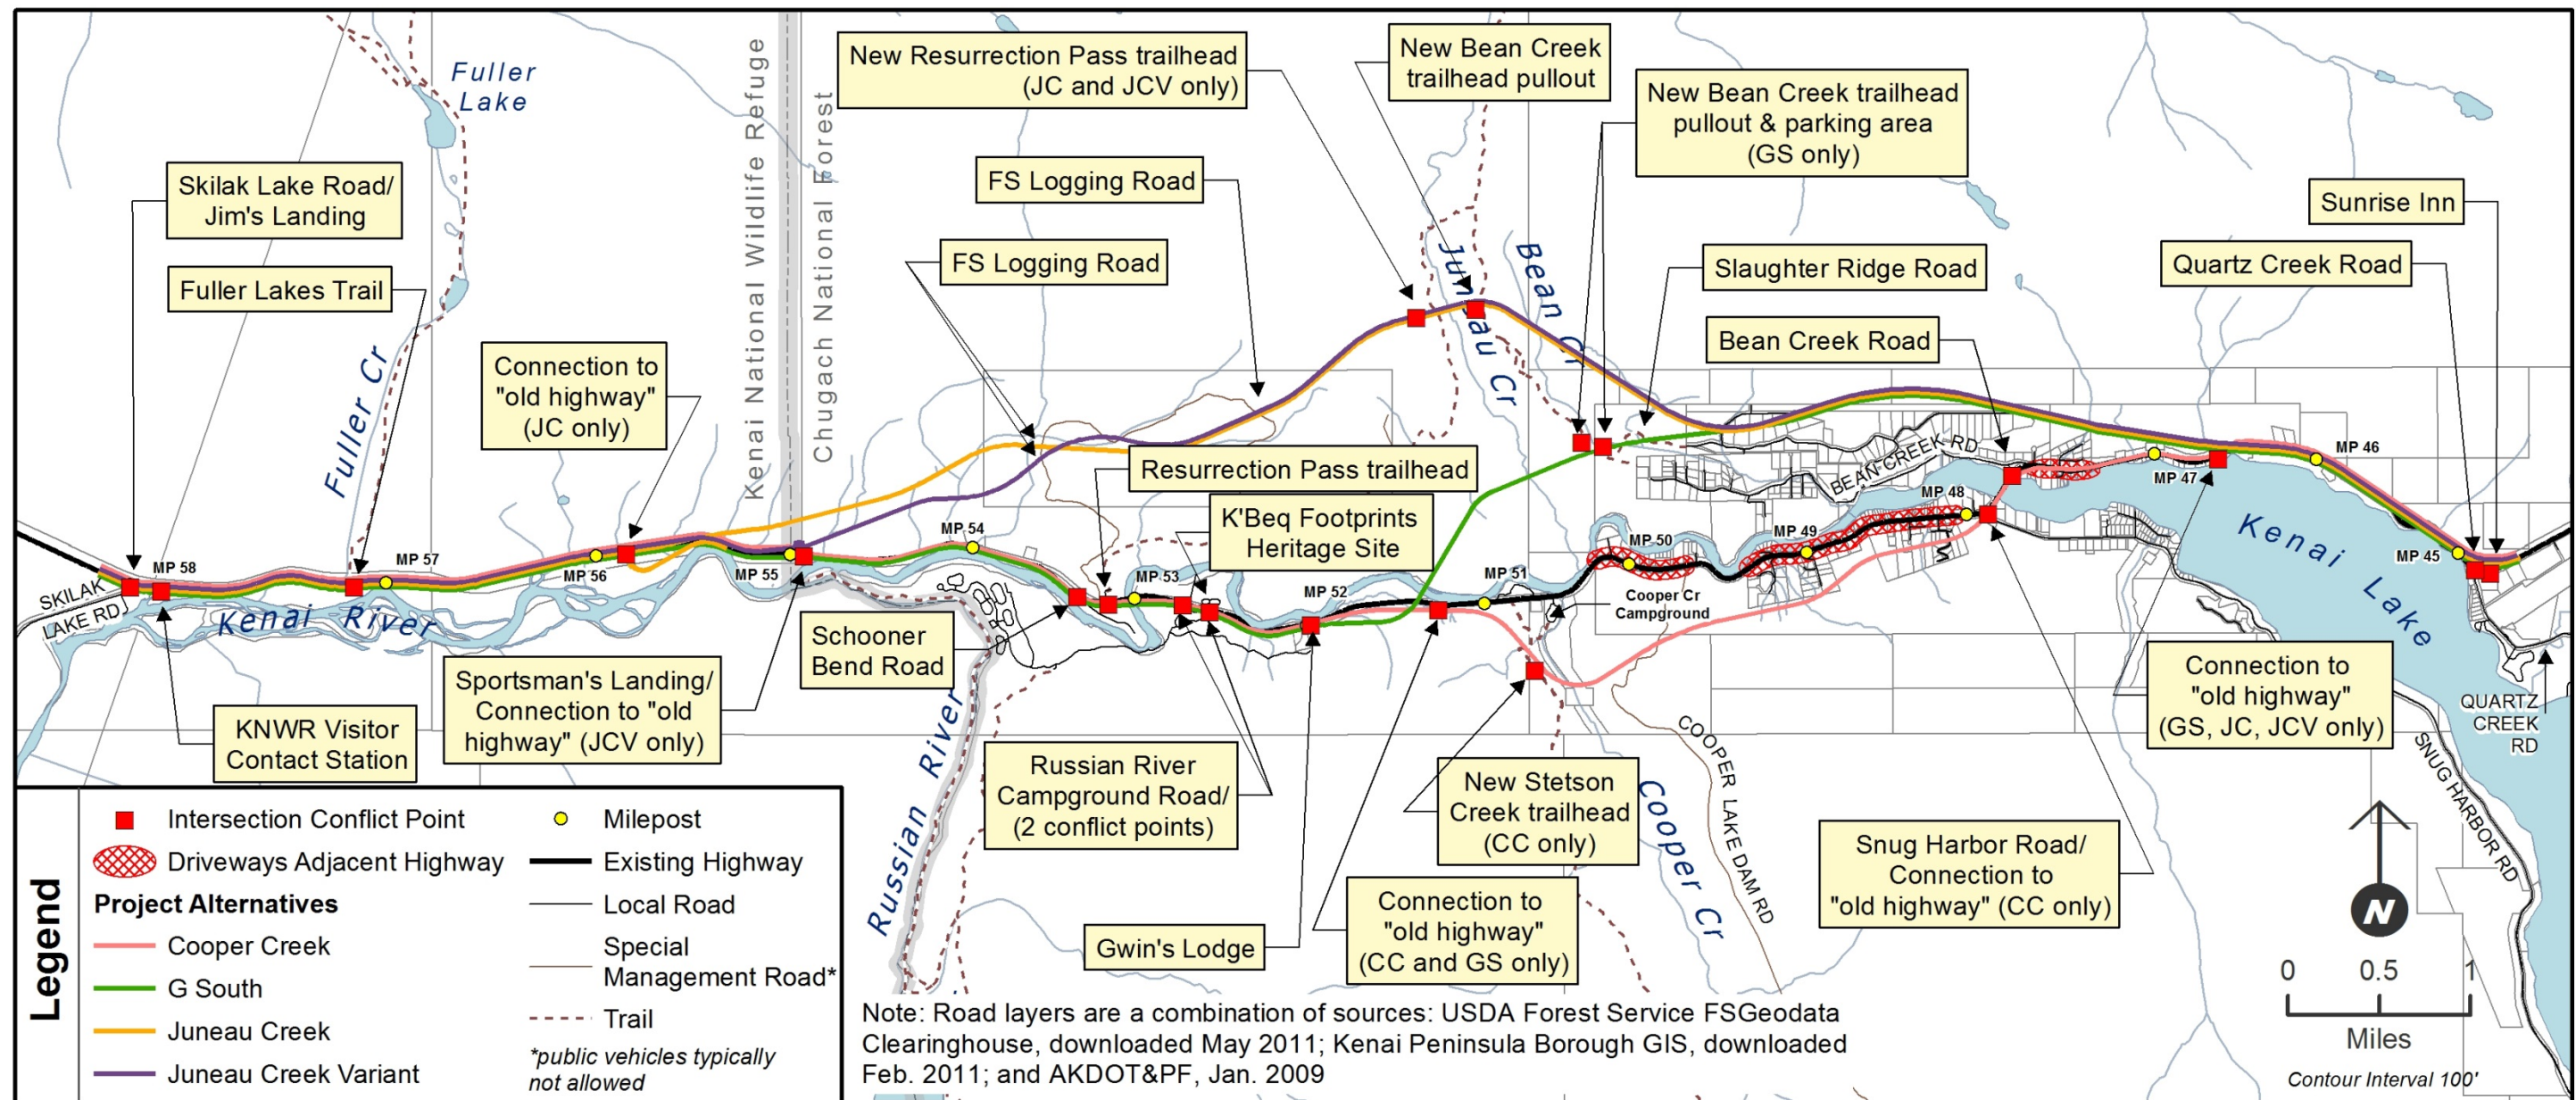 Fuller
Lake
Kenai National Wildlife Refuge
Chugach National Forest
New Resurrection Pass trailhead
(JC and JCV only)
New Bean Creek
trailhead pullout
New Bean Creek trailhead
pullout & parking area
(GS only)
Skilak Lake Road/
Jim's Landing
FS Logging Road
Sunrise Inn
Fuller Lakes Trail
FS Logging Road
Juneau Cr
Bean Cr
Slaughter Ridge Road
Quartz Creek Road
Bean Creek Road
Fuller Cr
Connection to
"old highway"
(JC only)
Resurrection Pass trailhead
K'Beq Footprints
Heritage Site
BEAN CREEK RD
MP 46
MP 47
MP 48
MP 49
MP 50
MP 51
MP 52
MP 53
MP 54
MP 55
MP 56
MP 57
MP 58
MP 45
SKILAK
LAKE RD
Kenai River
Kenai Lake
Cooper Cr
Campground
Schooner
Bend Road
Sportsman's Landing/
Connection to "old
highway" (JCV only)
KNWR Visitor
Contact Station
Russian River
Russian River
Campground Road/
(2 conflict points)
New Stetson
Creek trailhead
(CC only)
Cooper Cr
COOPER LAKE DAM RD
Connection to
"old highway"
(GS, JC, JCV only)
QUARTZ
CREEK
RD
SNUG HARBOR RD
Snug Harbor Road/
Connection to
"old highway" (CC only)
Gwin's Lodge
Connection to
"old highway"
(CC and GS only)
Legend
Intersection Conflict Point
Driveways Adjacent Highway
Project Alternatives
Cooper Creek
G South
Juneau Creek
Juneau Creek Variant
Milepost
Existing Highway
Local Road
Special
Management Road*
Trail
*public vehicles typically
not allowed
Note: Road layers are a combination of sources: USDA Forest Service FSGeodata
Clearinghouse, downloaded May 2011; Kenai Peninsula Borough GIS, downloaded
Feb. 2011; and AKDOT&PF, Jan. 2009
N
0 0.5 1
Miles
Contour Interval 100'